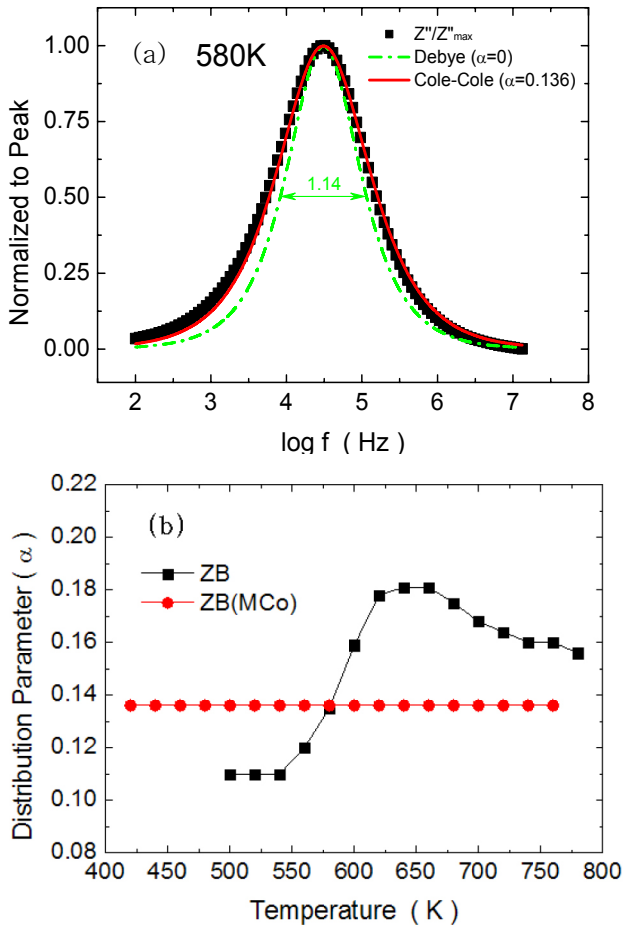 (a) 580K
Z''/Z''max
Debye (α=0)
Cole-Cole (α=0.136)
1.14
Normalized to Peak
1.00
0.75
0.50
0.25
0.00
2 3 4 5 6 7 8
log f ( Hz )
(b)
ZB
ZB(MCo)
Distribution Parameter ( α )
0.22
0.20
0.18
0.16
0.14
0.12
0.10
0.08
400 450 500 550 600 650 700 750 800
Temperature ( K )